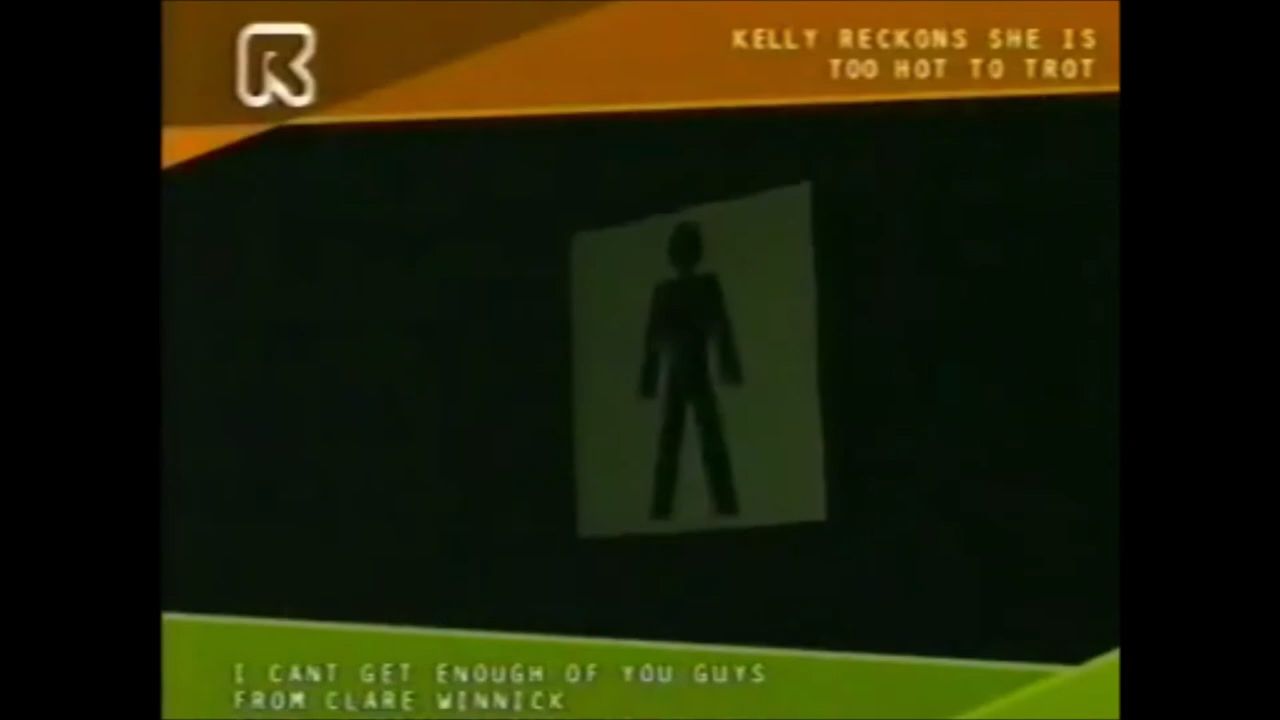 R
KELLY RECKONS SHE IS
TOO HOT TO TROT
I CANT GET ENOUGH OF YOU GUYS
FROM CLARE WINNICK